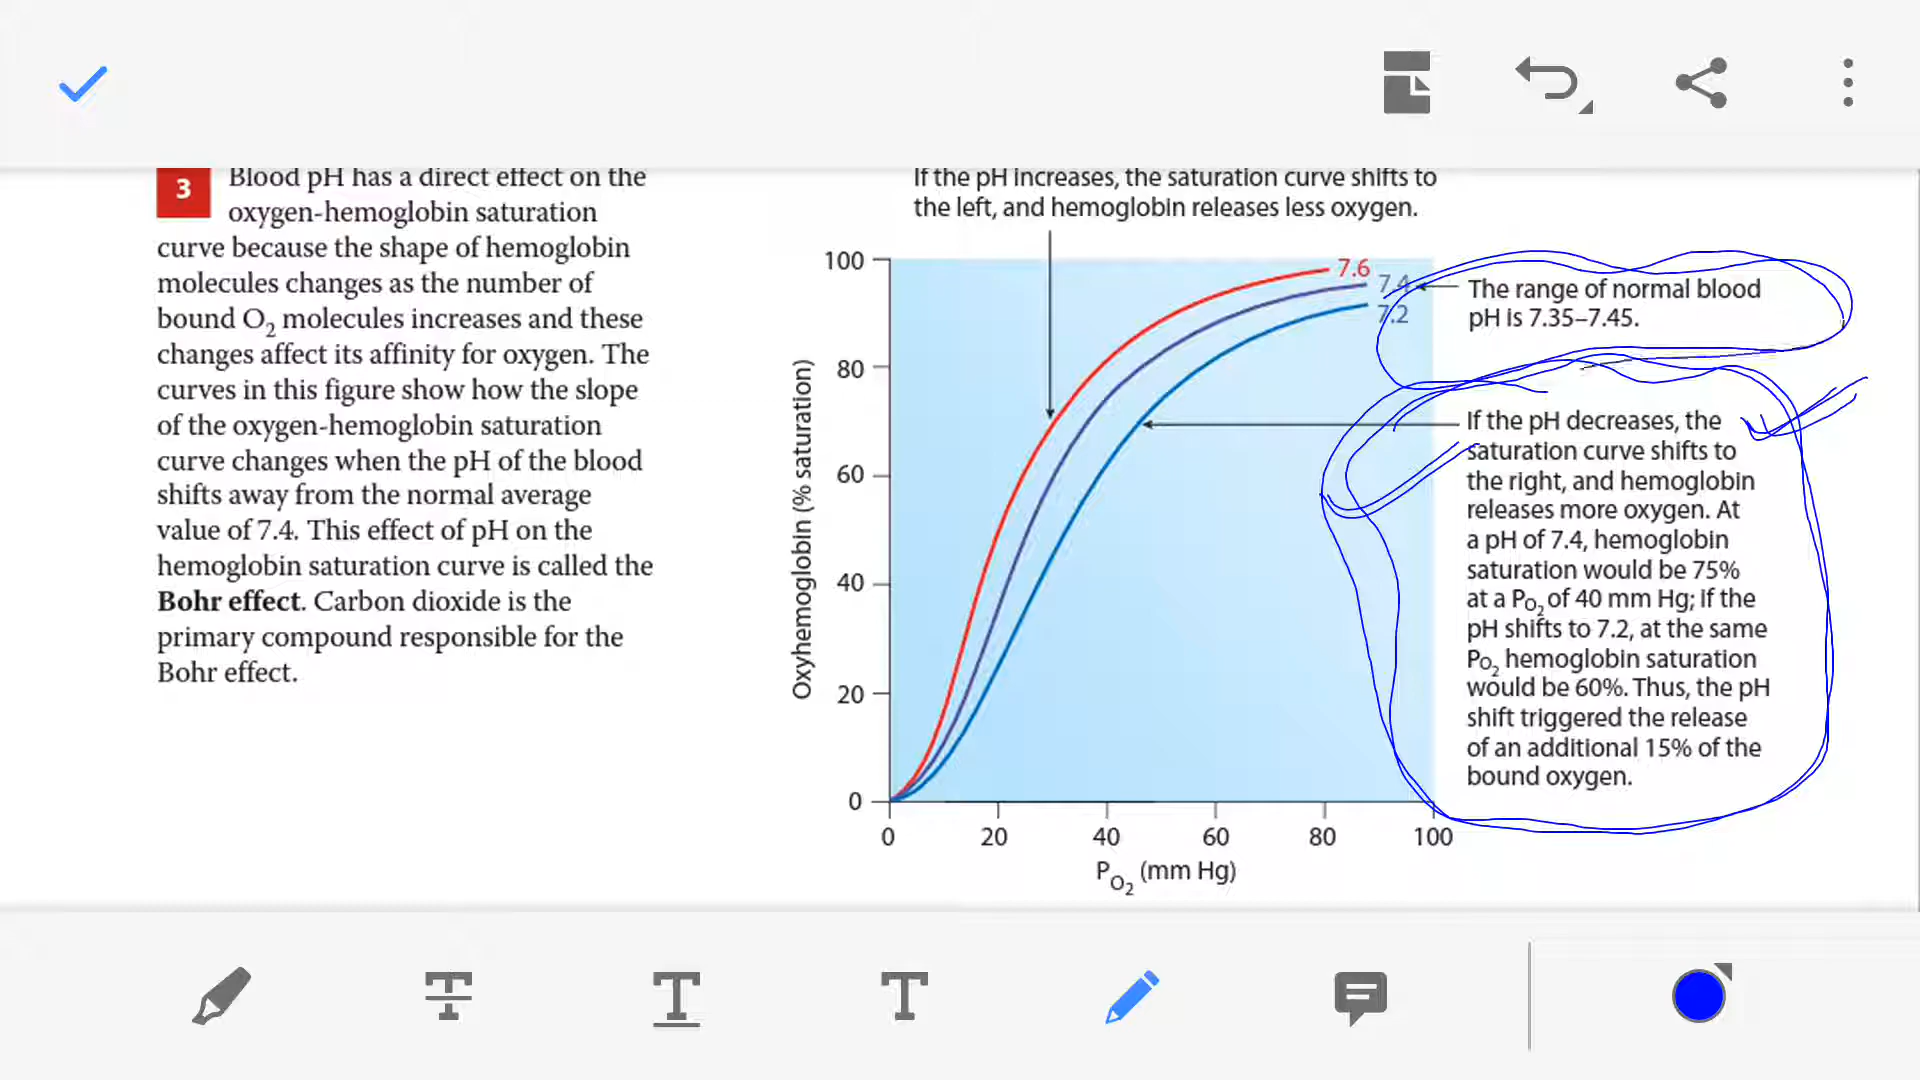 3
Blood pH has a direct effect on the
oxygen-hemoglobin saturation
curve because the shape of hemoglobin
molecules changes as the number of
bound O2 molecules increases and these
changes affect its affinity for oxygen. The
curves in this figure show how the slope
of the oxygen-hemoglobin saturation
curve changes when the pH of the blood
shifts away from the normal average
value of 7.4. This effect of pH on the
hemoglobin saturation curve is called the
Bohr effect. Carbon dioxide is the
primary compound responsible for the
Bohr effect.
If the pH increases, the saturation curve shifts to
the left, and hemoglobin releases less oxygen.
Oxyhemoglobin (% saturation)
100
80
60
40
20
0
7.6
7.4
7.2
0 20 40 60 80 100
PO2 (mm Hg)
The range of normal blood
pH is 7.35–7.45.
If the pH decreases, the
saturation curve shifts to
the right, and hemoglobin
releases more oxygen. At
a pH of 7.4, hemoglobin
saturation would be 75%
at a PO2 of 40 mm Hg; if the
pH shifts to 7.2, at the same
PO2 hemoglobin saturation
would be 60%. Thus, the pH
shift triggered the release
of an additional 15% of the
bound oxygen.
T
T
T